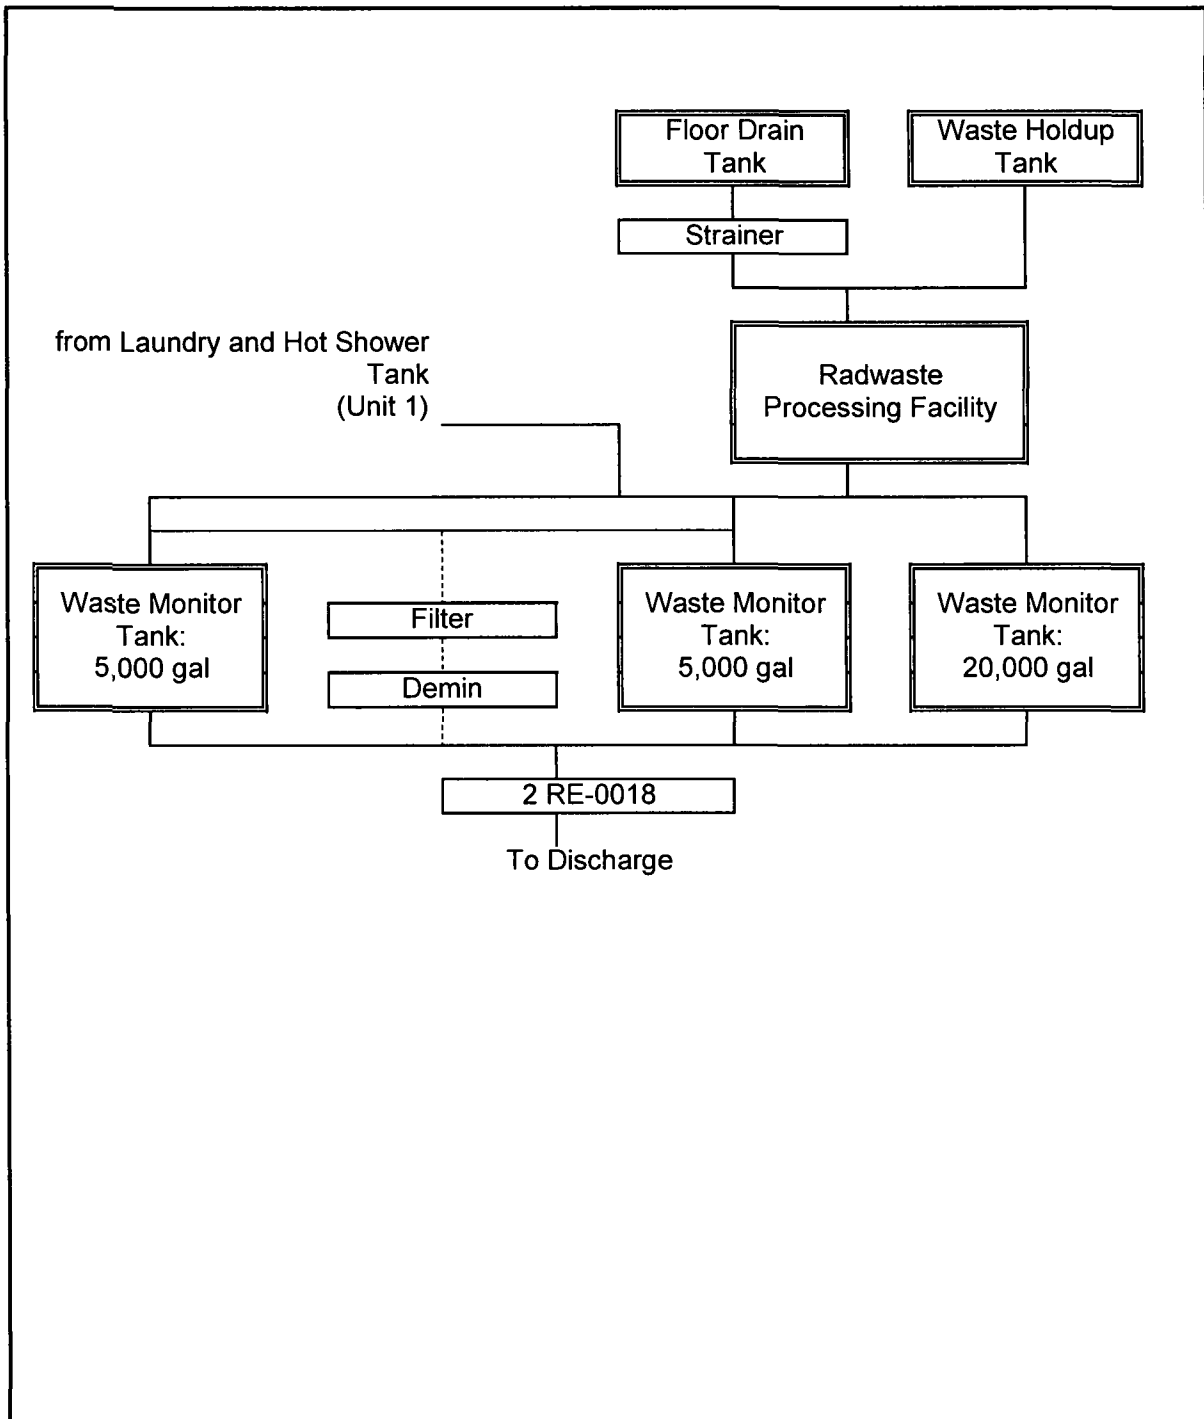 Floor Drain
Tank
Waste Holdup
Tank
Strainer
from Laundry and Hot Shower
Tank
(Unit 1)
Radwaste
Processing Facility
Waste Monitor
Tank:
5,000 gal
Filter
Demin
Waste Monitor
Tank:
5,000 gal
Waste Monitor
Tank:
20,000 gal
2 RE-0018
To Discharge